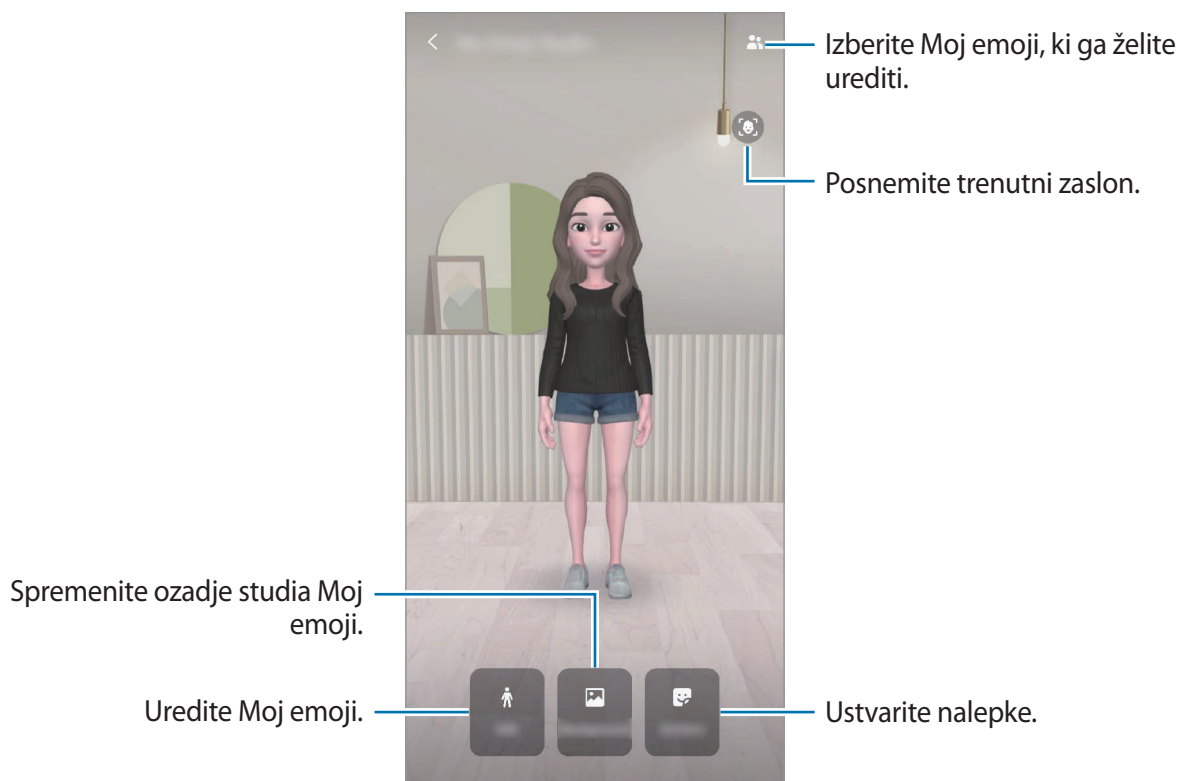 Izberite Moj emoji, ki ga želite
urediti.
Posnemite trenutni zaslon.
Spremenite ozadje studia Moj
emoji.
Uredite Moj emoji.
Ustvarite nalepke.